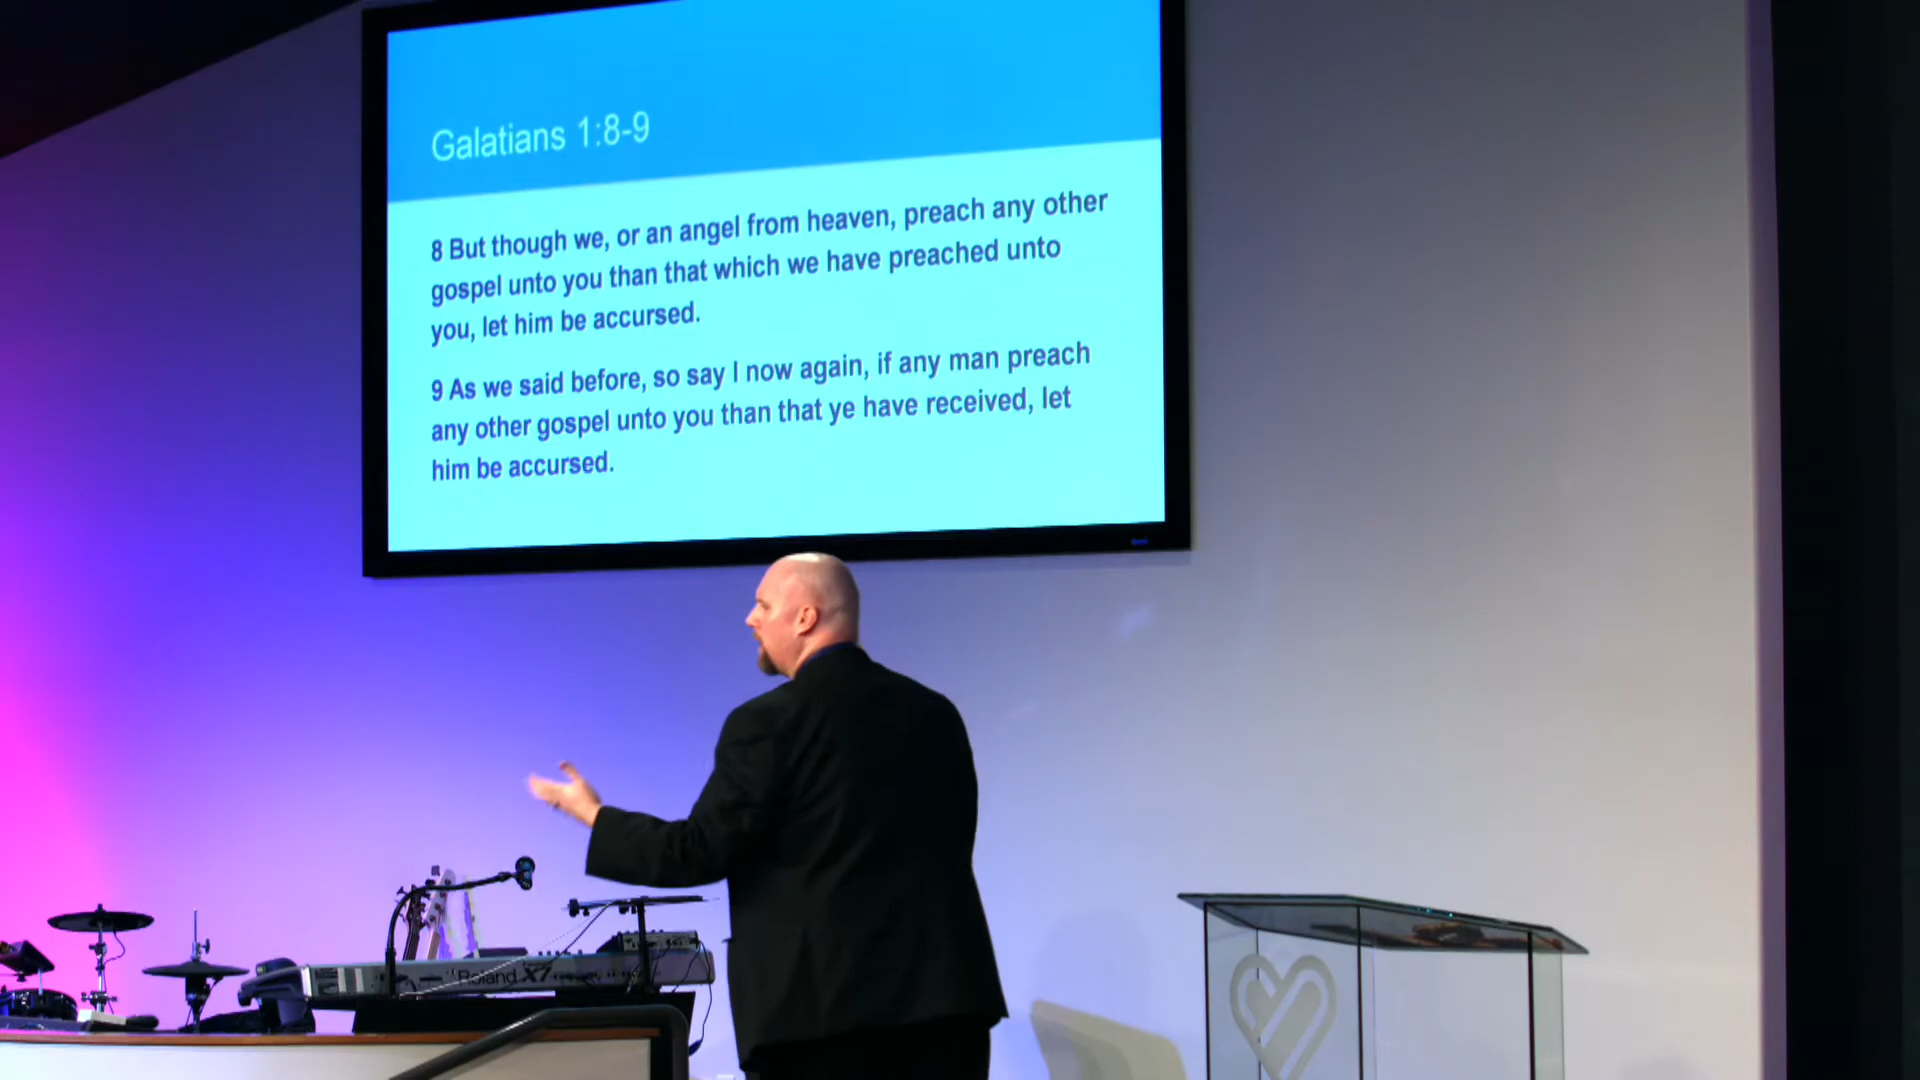 Galatians 1:8-9
8 But though we, or an angel from heaven, preach any other
gospel unto you than that which we have preached unto
you, let him be accursed.
9 As we said before, so say I now again, if any man preach
any other gospel unto you than that ye have received, let
him be accursed.
Roland X7